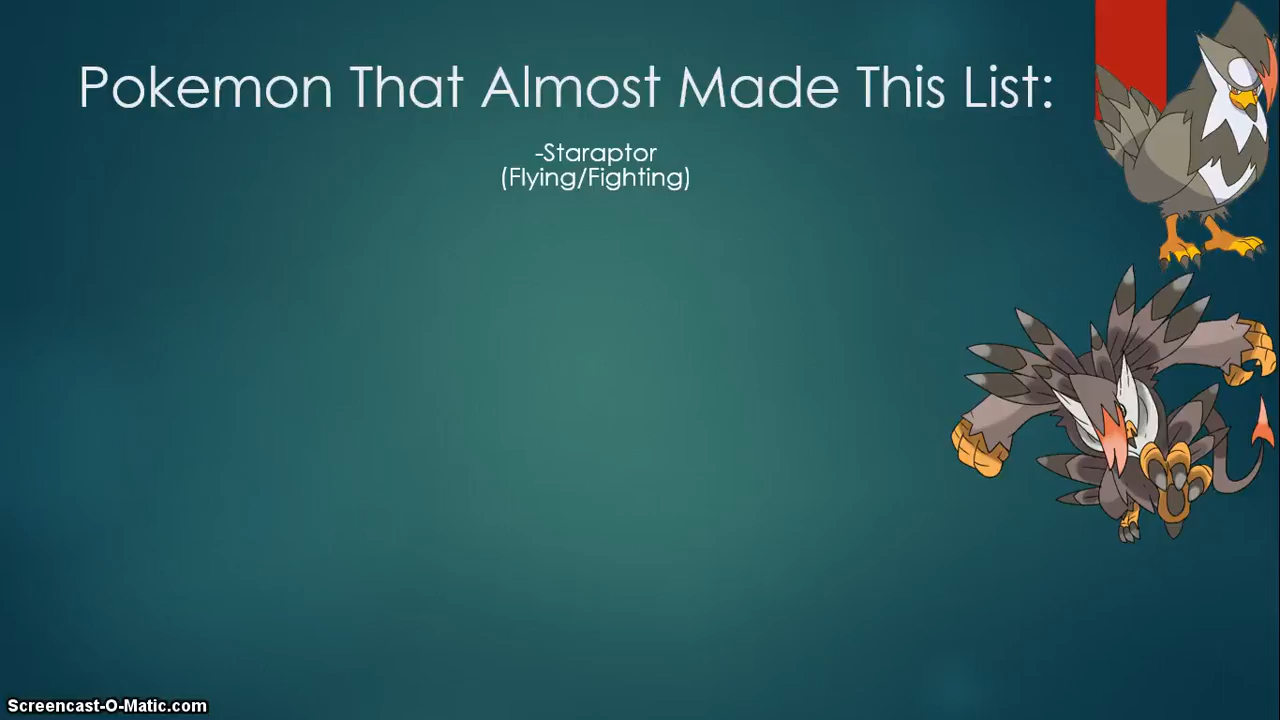 Pokemon That Almost Made This List:
-Staraptor
(Flying/Fighting)
Screencast-O-Matic.com